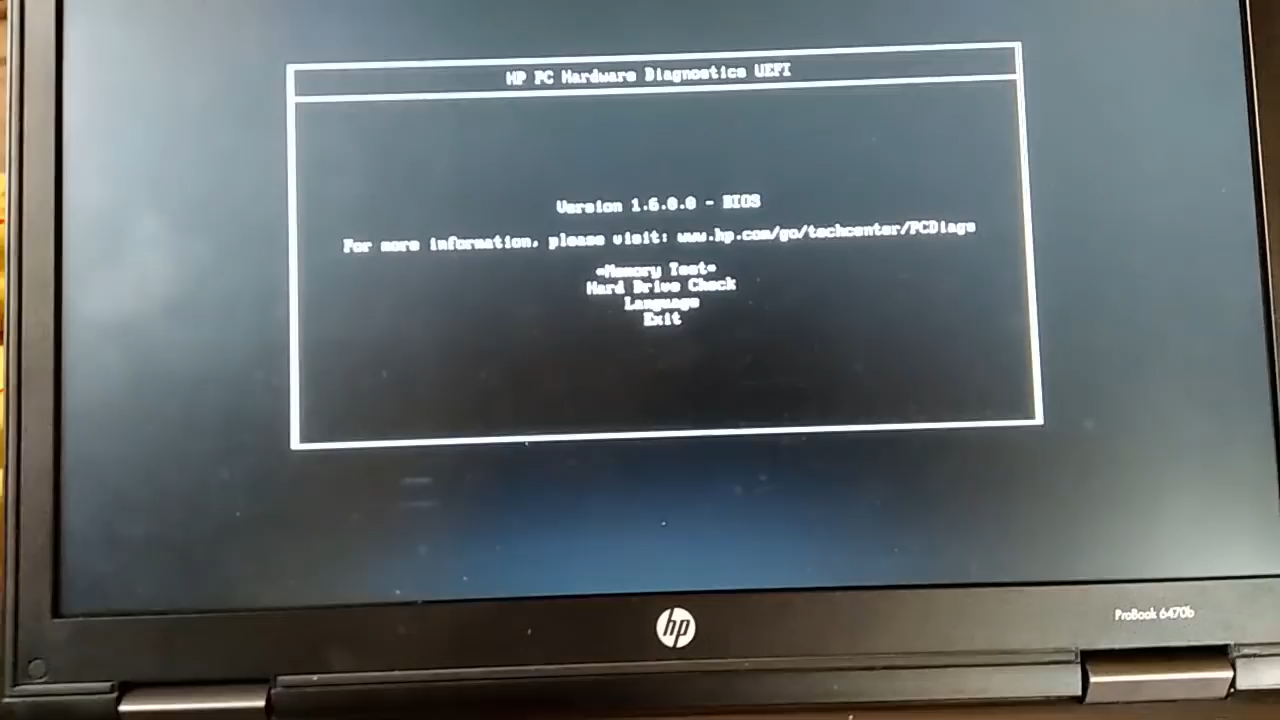 HP PC Hardware Diagnostics UEFI
Version 1.6.0.0 - BIOS
For more information, please visit: www.hp.com/go/techcenter/PCDiags
*Memory Test*
Hard Drive Check
Language
Exit
hp
ProBook 6470b